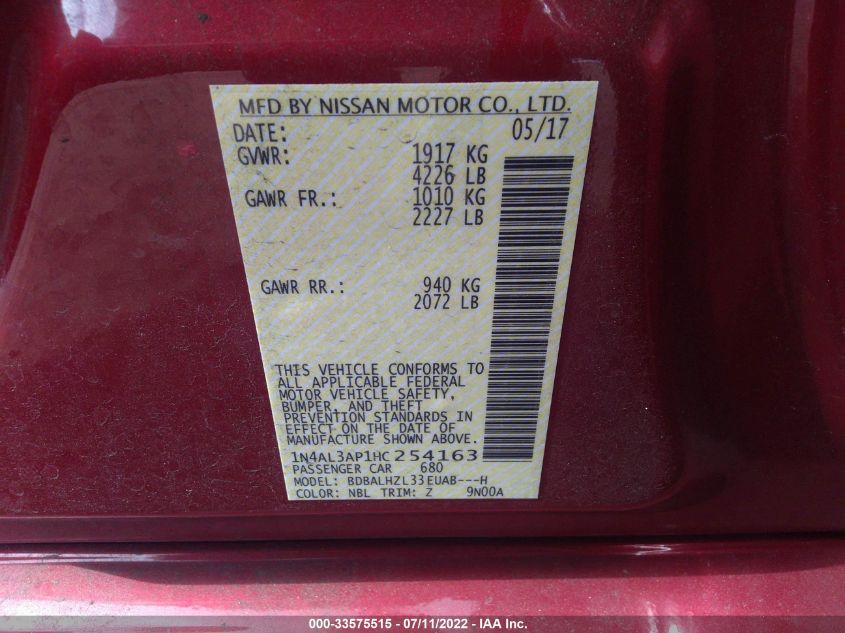 MFD BY NISSAN MOTOR CO., LTD.
DATE: 05/17
GVWR: 1917 KG
4226 LB
GAWR FR.: 1010 KG
2227 LB
GAWR RR.: 940 KG
2072 LB
THIS VEHICLE CONFORMS TO
ALL APPLICABLE FEDERAL
MOTOR VEHICLE SAFETY,
BUMPER, AND THEFT
PREVENTION STANDARDS IN
EFFECT ON THE DATE OF
MANUFACTURE SHOWN ABOVE.
1N4AL3AP1HC254163
PASSENGER CAR 680
MODEL: BDBALHZL33EUAB---H
COLOR: NBL TRIM: Z 9N00A
000-33575515 - 07/11/2022 - IAA Inc.